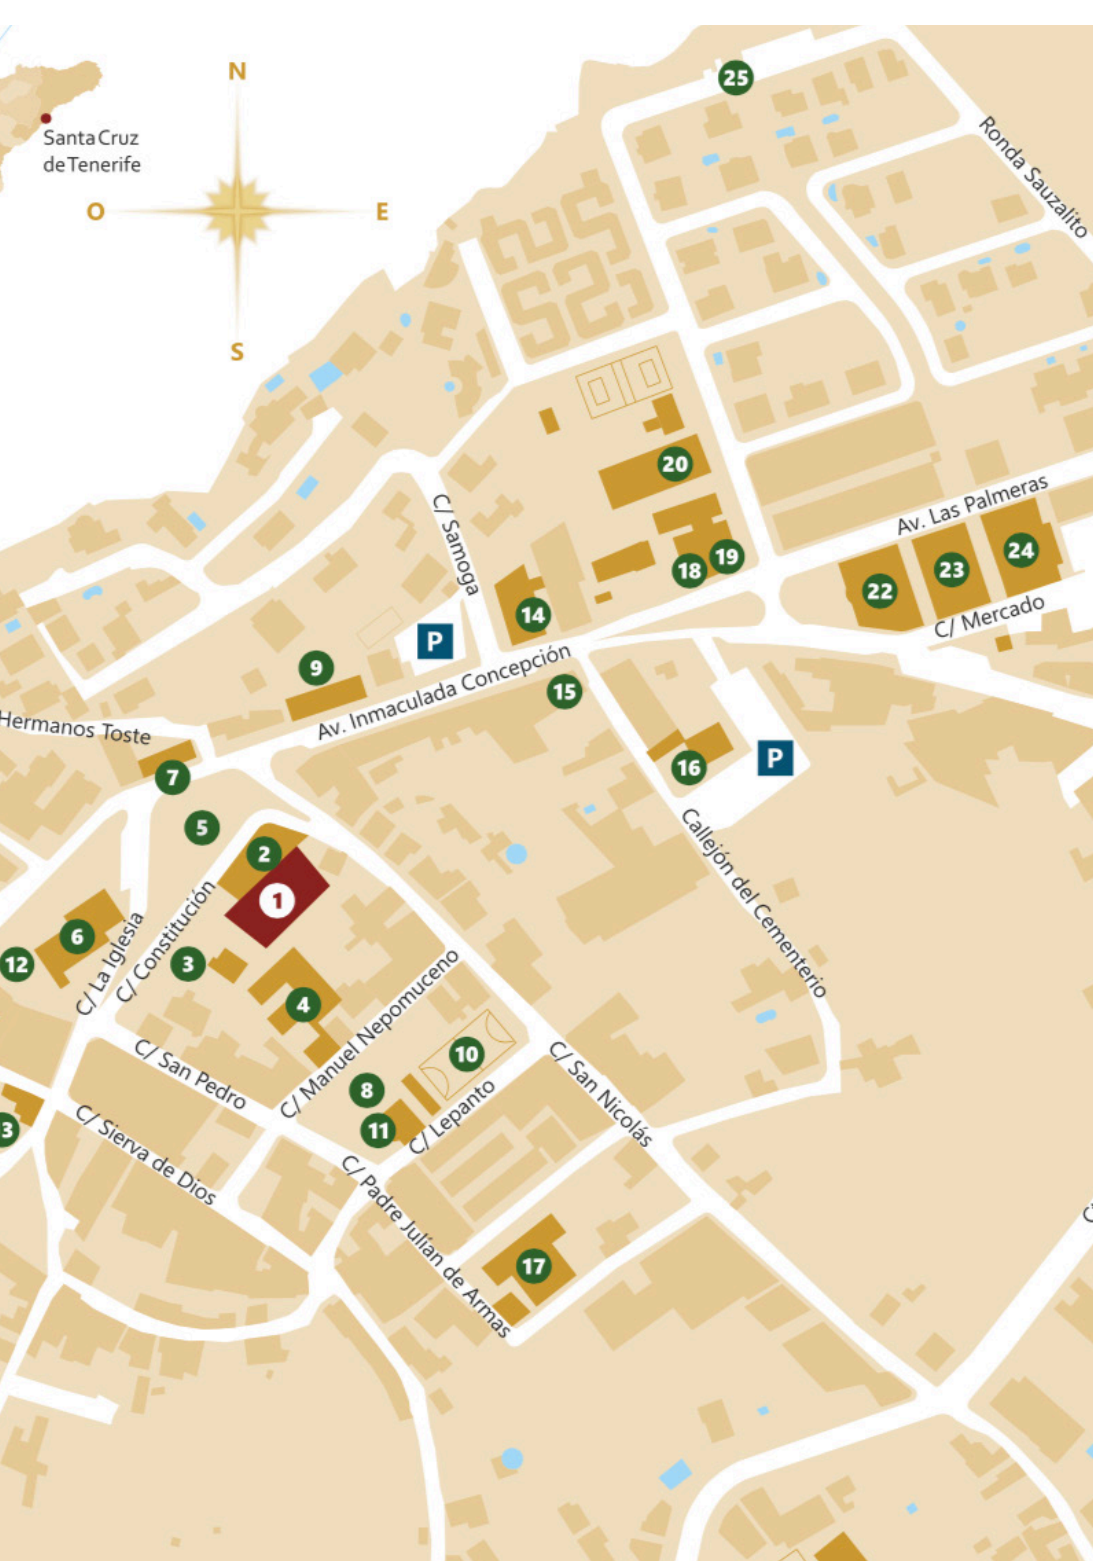 N
25
Ronda Sauzalito
Santa Cruz
de Tenerife
O
E
S
20
Av. Las Palmeras
C/ Samoga
19
18
24
23
22
14
C/ Mercado
P
9
Av. Inmaculada Concepción
15
Hermanos Toste
16
P
7
5
2
Callejón del Cementerio
1
6
C/ La Iglesia
C/ Constitución
12
3
4
C/ Manuel Nepomuceno
10
C/ San Pedro
C/ San Nicolás
8
C/ Lepanto
11
3
C/ Sierva de Dios
C/ Padre Julían de Armas
17